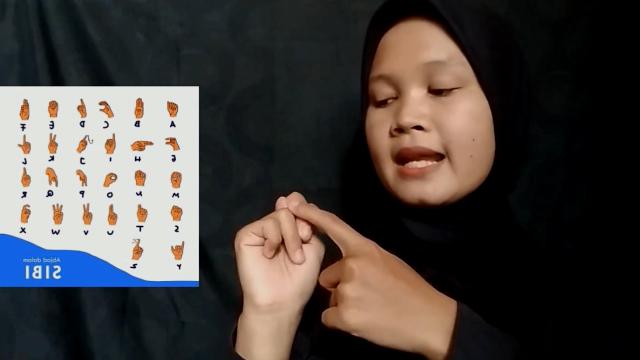 A B C D E F
G H I J K L
M N O P Q R
S T U V W X
Y Z
Abjad dalam
SIBI